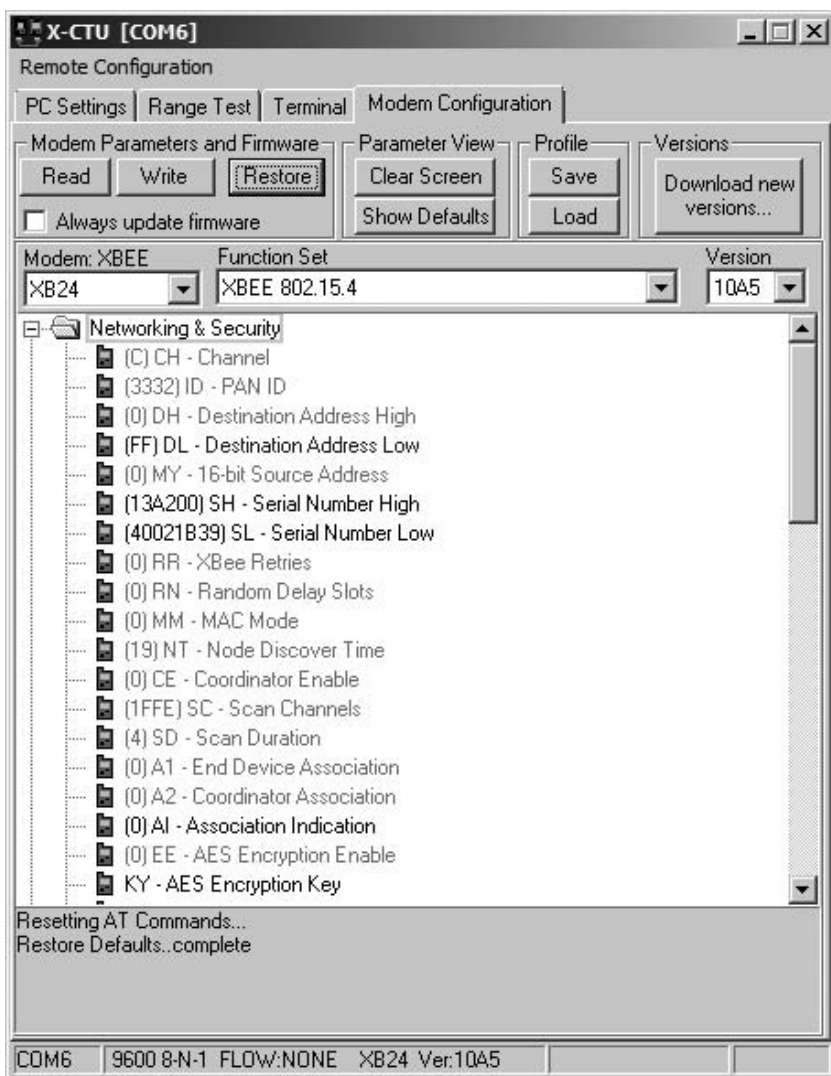 X-CTU [COM6]
Remote Configuration
PC Settings Range Test Terminal Modem Configuration
Modem Parameters and Firmware Parameter View Profile Versions
Read Write Restore Clear Screen Save Download new versions...
Always update firmware Show Defaults Load
Modem: XBEE Function Set Version
XB24 XBEE 802.15.4 10A5
Networking & Security
(C) CH - Channel
(3332) ID - PAN ID
(0) DH - Destination Address High
(FF) DL - Destination Address Low
(0) MY - 16-bit Source Address
(13A200) SH - Serial Number High
(40021B39) SL - Serial Number Low
(0) RR - XBee Retries
(0) RN - Random Delay Slots
(0) MM - MAC Mode
(19) NT - Node Discover Time
(0) CE - Coordinator Enable
(1FFE) SC - Scan Channels
(4) SD - Scan Duration
(0) A1 - End Device Association
(0) A2 - Coordinator Association
(0) AI - Association Indication
(0) EE - AES Encryption Enable
KY - AES Encryption Key
Resetting AT Commands...
Restore Defaults..complete
COM6 9600 8-N-1 FLOW:NONE XB24 Ver:10A5